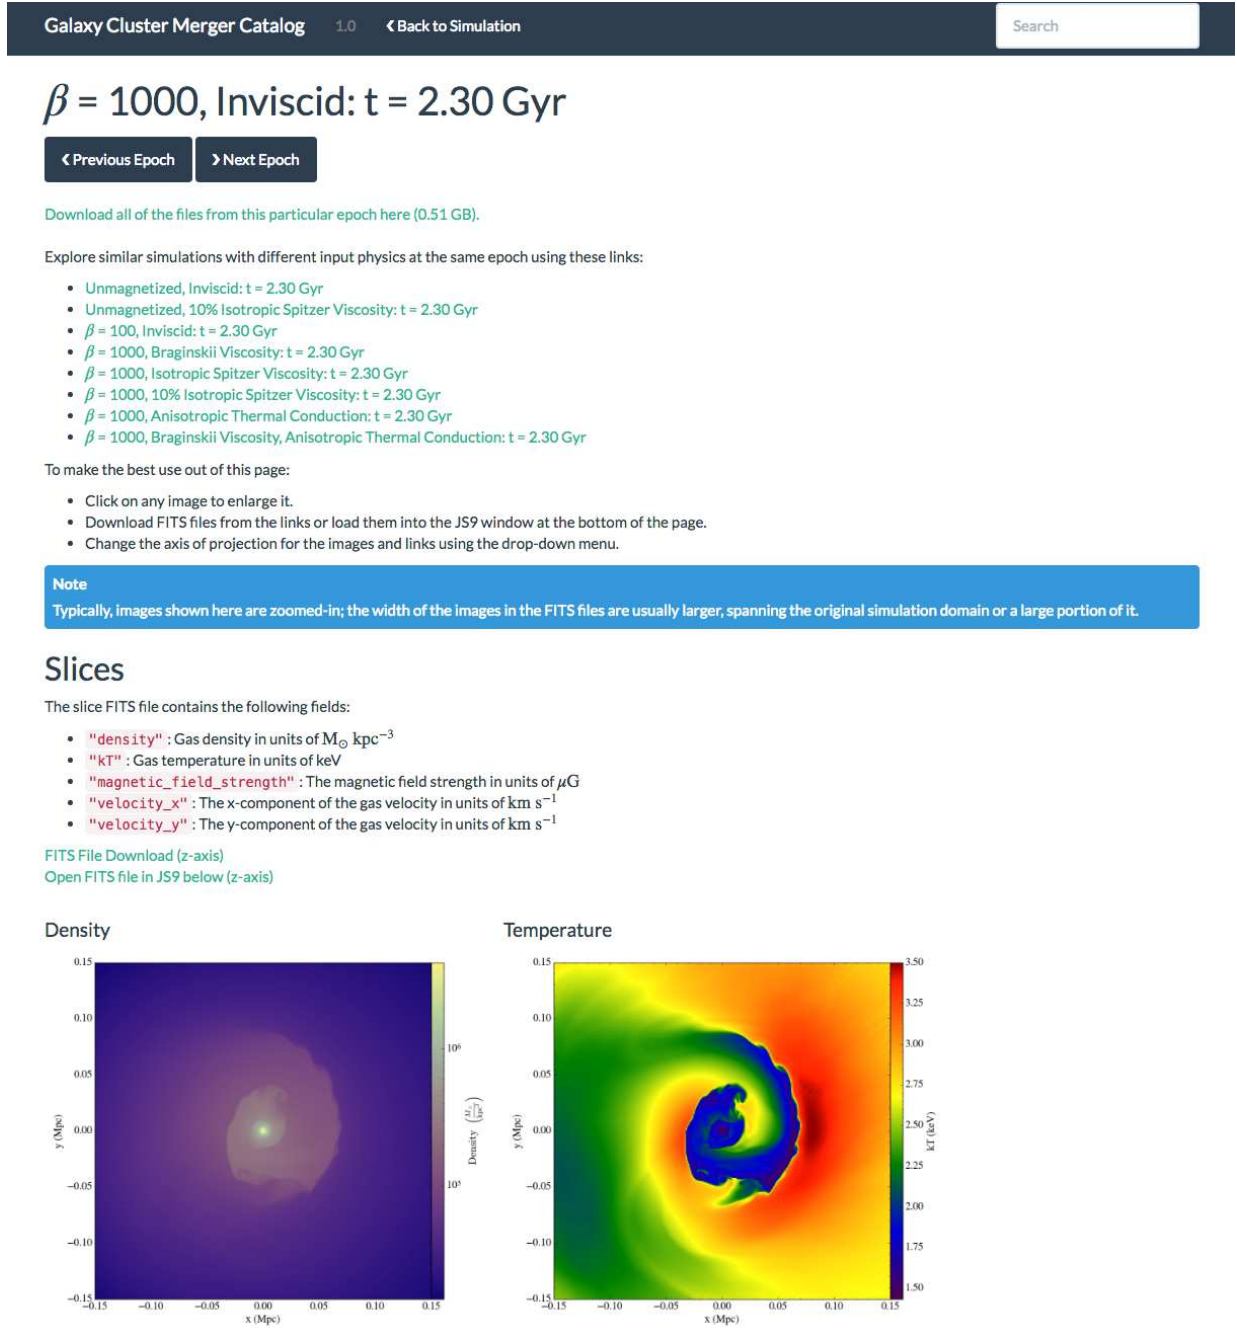 Galaxy Cluster Merger Catalog 1.0 ❮ Back to Simulation Search
β = 1000, Inviscid: t = 2.30 Gyr
❮ Previous Epoch ❯ Next Epoch
Download all of the files from this particular epoch here (0.51 GB).
Explore similar simulations with different input physics at the same epoch using these links:
• Unmagnetized, Inviscid: t = 2.30 Gyr
• Unmagnetized, 10% Isotropic Spitzer Viscosity: t = 2.30 Gyr
• β = 100, Inviscid: t = 2.30 Gyr
• β = 1000, Braginskii Viscosity: t = 2.30 Gyr
• β = 1000, Isotropic Spitzer Viscosity: t = 2.30 Gyr
• β = 1000, 10% Isotropic Spitzer Viscosity: t = 2.30 Gyr
• β = 1000, Anisotropic Thermal Conduction: t = 2.30 Gyr
• β = 1000, Braginskii Viscosity, Anisotropic Thermal Conduction: t = 2.30 Gyr
To make the best use out of this page:
• Click on any image to enlarge it.
• Download FITS files from the links or load them into the JS9 window at the bottom of the page.
• Change the axis of projection for the images and links using the drop-down menu.
Note
Typically, images shown here are zoomed-in; the width of the images in the FITS files are usually larger, spanning the original simulation domain or a large portion of it.
Slices
The slice FITS file contains the following fields:
• "density" : Gas density in units of M⊙ kpc⁻³
• "kT" : Gas temperature in units of keV
• "magnetic_field_strength" : The magnetic field strength in units of μG
• "velocity_x" : The x-component of the gas velocity in units of km s⁻¹
• "velocity_y" : The y-component of the gas velocity in units of km s⁻¹
FITS File Download (z-axis)
Open FITS file in JS9 below (z-axis)
Density
0.15
0.10
0.05
0.00
−0.05
−0.10
−0.15
y (Mpc)
−0.15 −0.10 −0.05 0.00 0.05 0.10 0.15
x (Mpc)
10⁶
10⁵
Density (M⊙/kpc³)
Temperature
0.15
0.10
0.05
0.00
−0.05
−0.10
−0.15
y (Mpc)
−0.15 −0.10 −0.05 0.00 0.05 0.10 0.15
x (Mpc)
3.50
3.25
3.00
2.75
2.50
2.25
2.00
1.75
1.50
kT (keV)